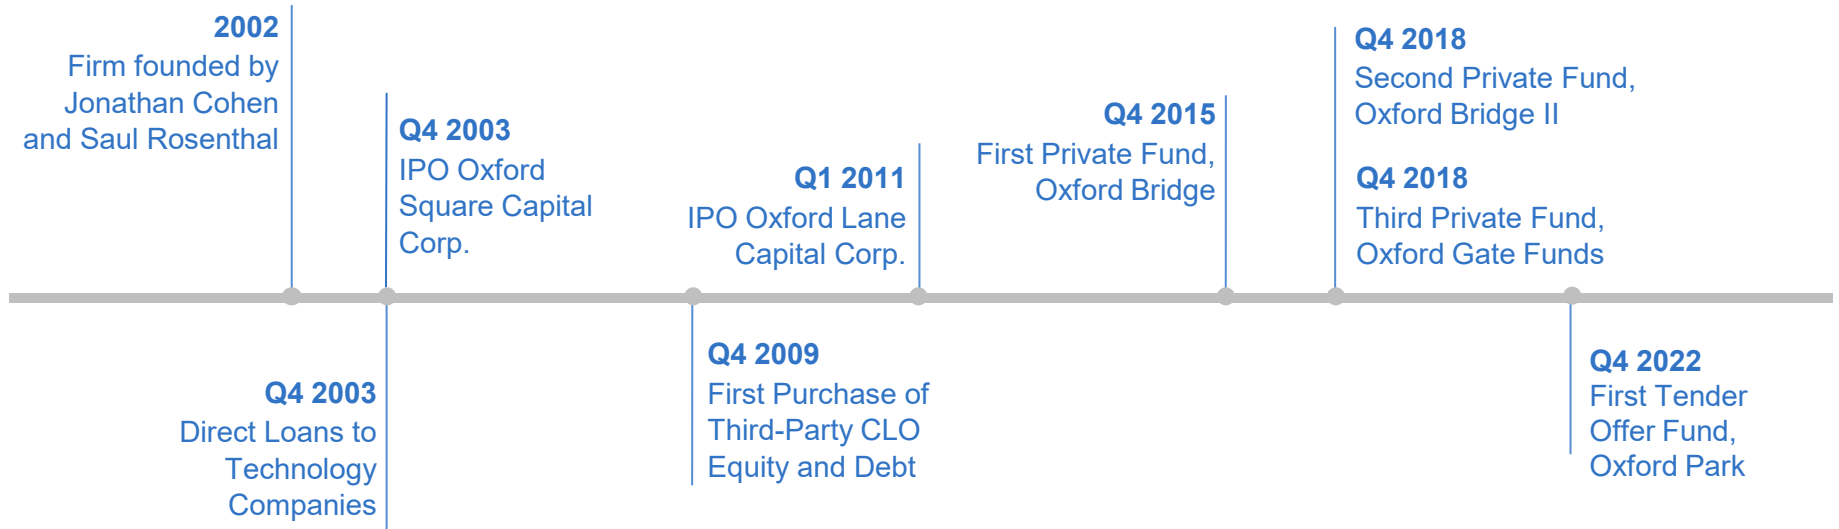 2002
Firm founded by
Jonathan Cohen
and Saul Rosenthal
Q4 2003
IPO Oxford
Square Capital
Corp.
Q1 2011
IPO Oxford Lane
Capital Corp.
Q4 2015
First Private Fund,
Oxford Bridge
Q4 2018
Second Private Fund,
Oxford Bridge II
Q4 2018
Third Private Fund,
Oxford Gate Funds
Q4 2003
Direct Loans to
Technology
Companies
Q4 2009
First Purchase of
Third-Party CLO
Equity and Debt
Q4 2022
First Tender
Offer Fund,
Oxford Park